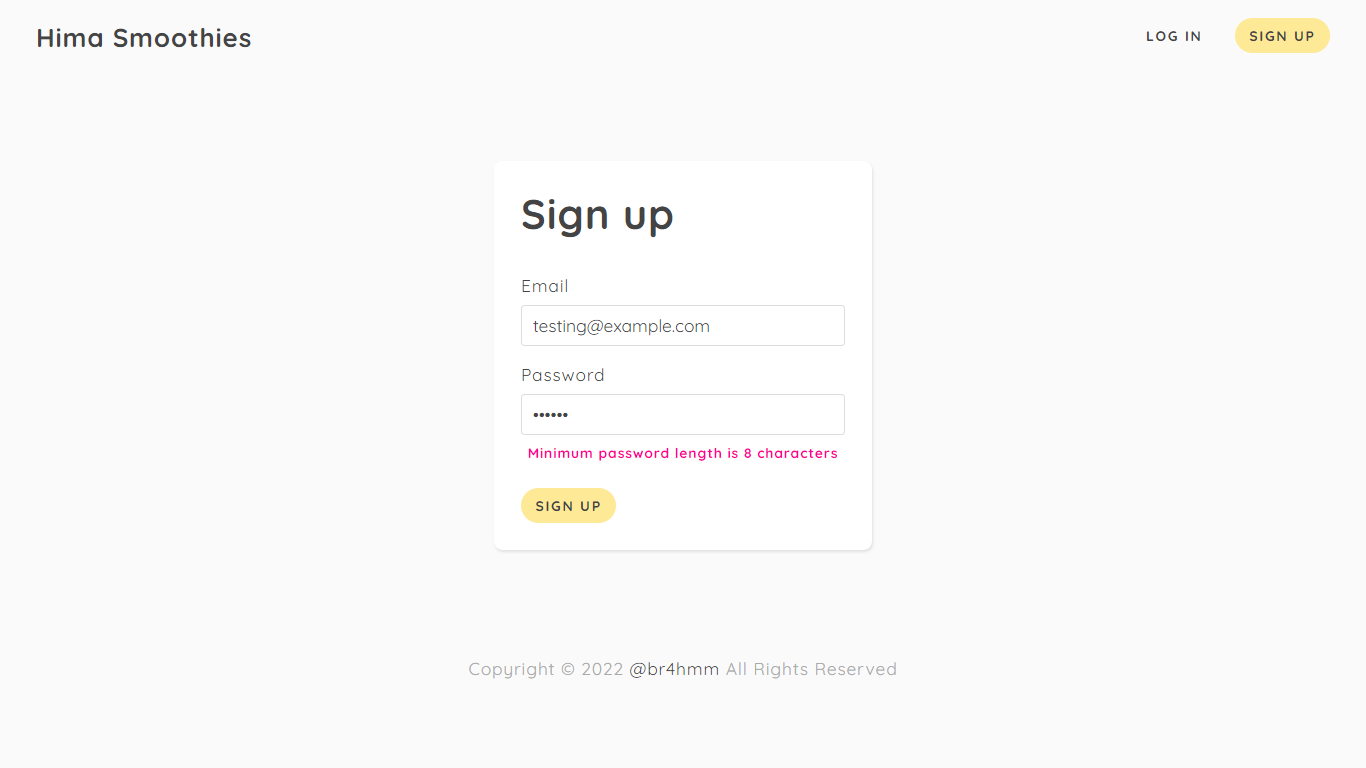 Hima Smoothies
LOG IN
SIGN UP
Sign up
Email
testing@example.com
Password
••••••
Minimum password length is 8 characters
SIGN UP
Copyright © 2022 @br4hmm All Rights Reserved